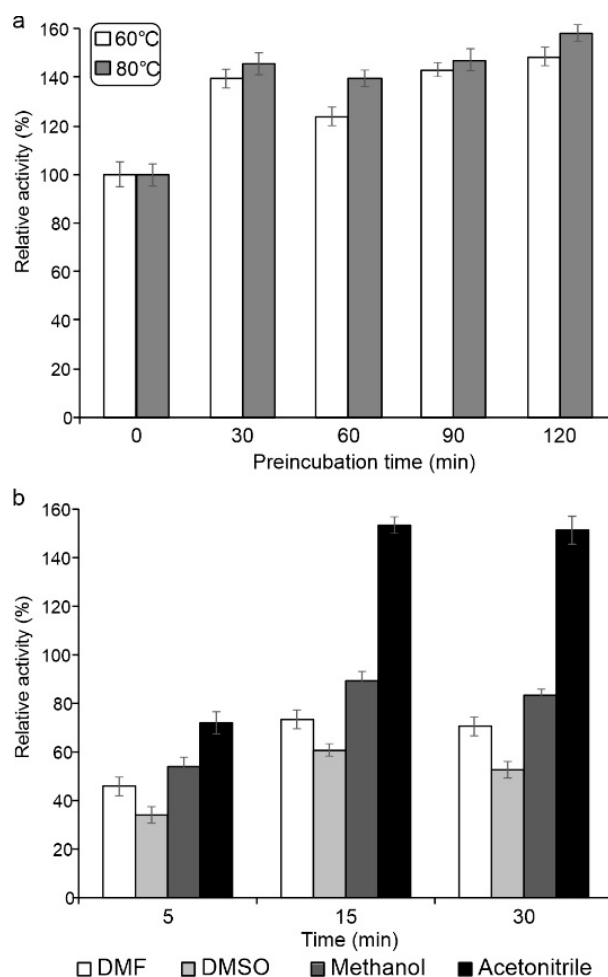 a
60°C
80°C
Relative activity (%)
160
140
120
100
80
60
40
20
0
0 30 60 90 120
Preincubation time (min)
b
Relative activity (%)
160
140
120
100
80
60
40
20
0
5 15 30
Time (min)
DMF DMSO Methanol Acetonitrile